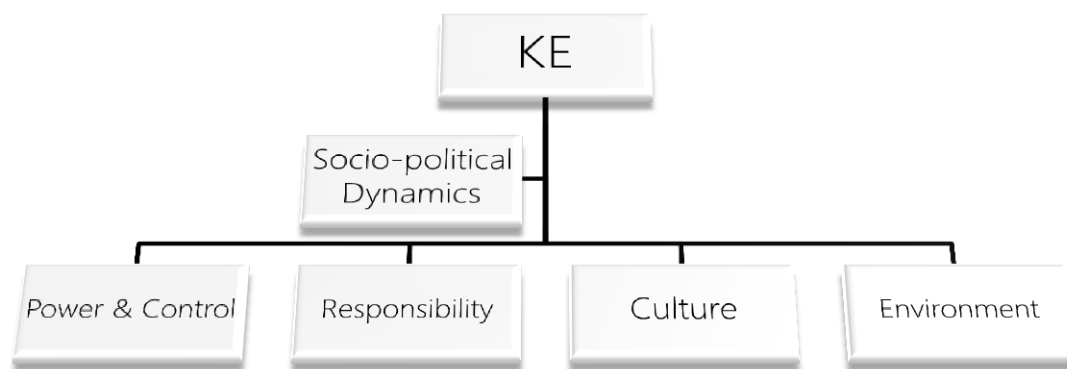 KE
Socio-political
Dynamics
Power & Control
Responsibility
Culture
Environment